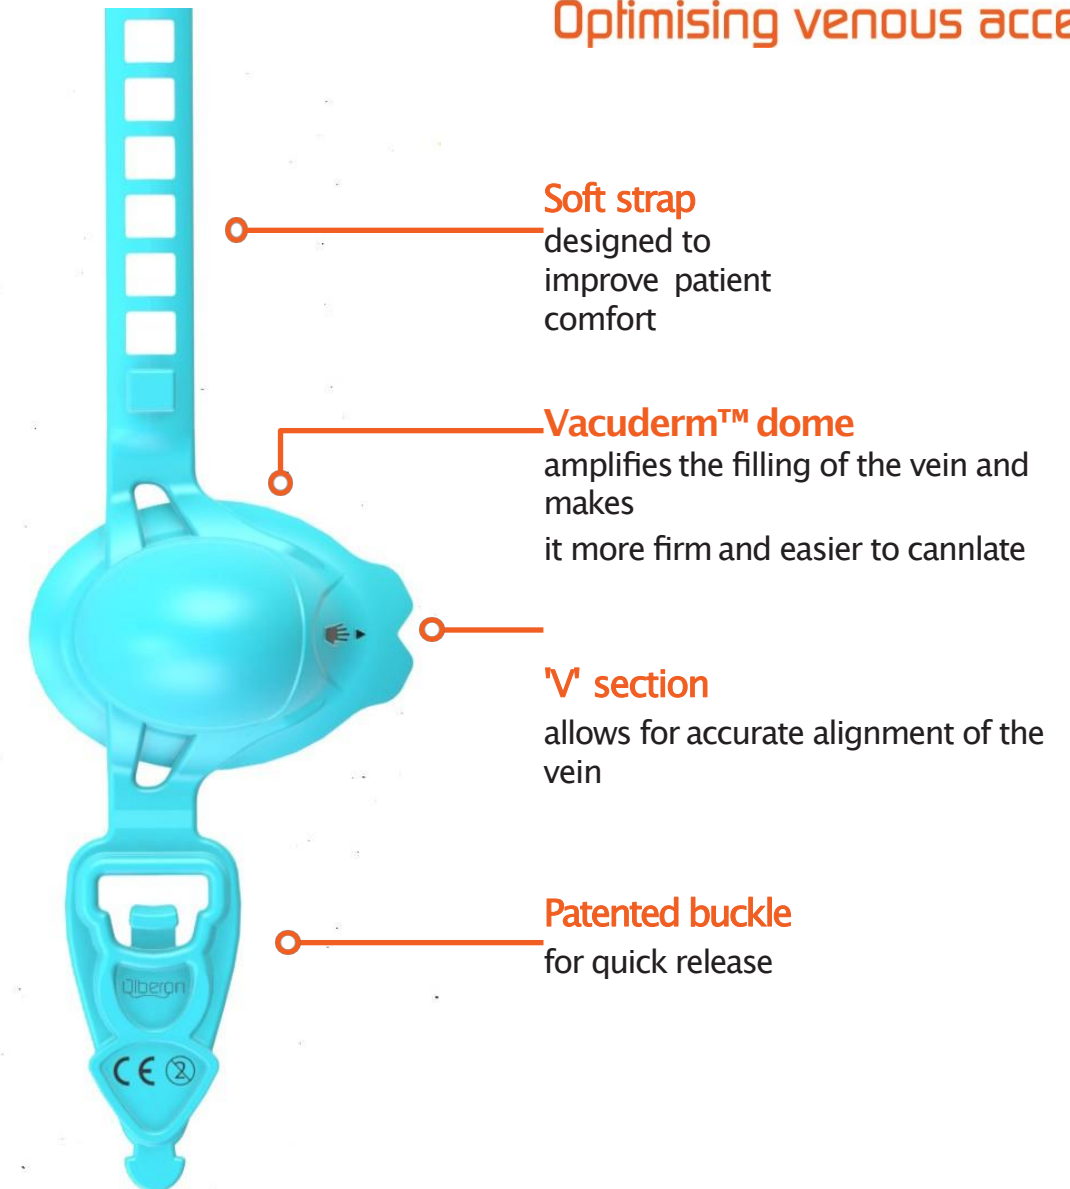 Optimising venous acce
Soft strap
designed to
improve patient
comfort
Vacuderm™ dome
amplifies the filling of the vein and
makes
it more firm and easier to cannlate
'V' section
allows for accurate alignment of the
vein
Patented buckle
for quick release
Olberon
CE 2